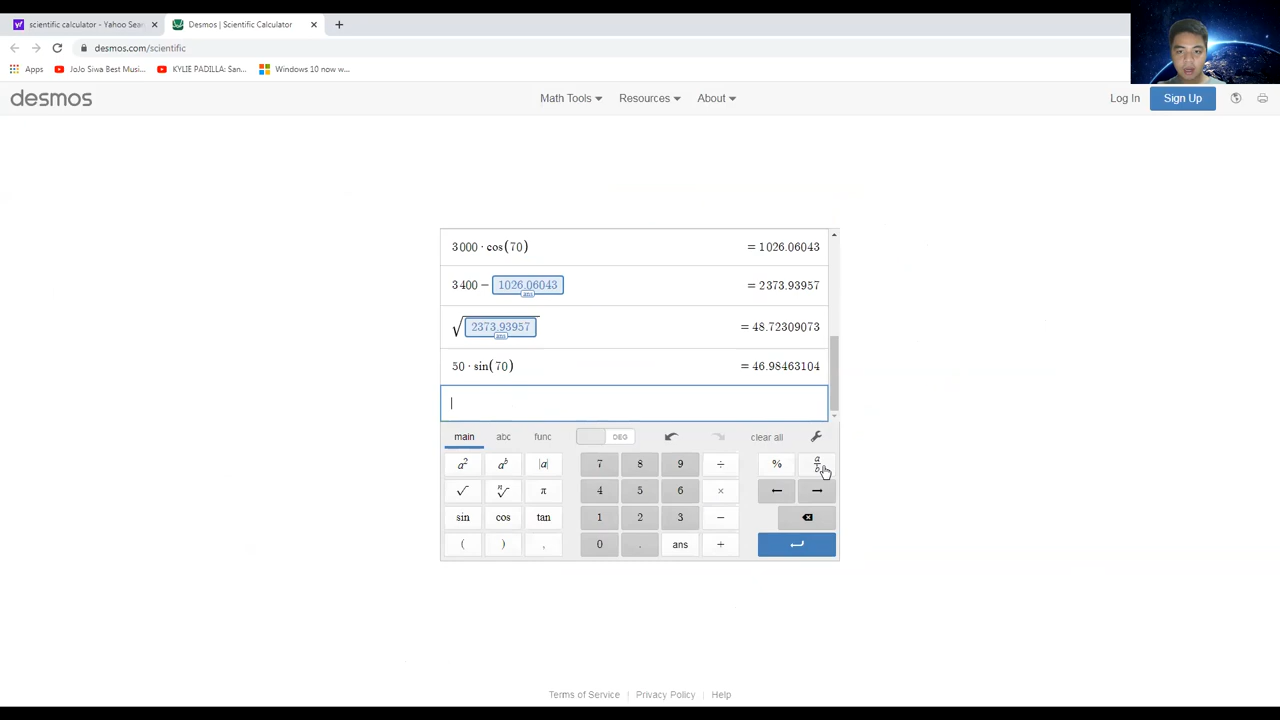 scientific calculator - Yahoo Sear
Desmos | Scientific Calculator
desmos.com/scientific
Apps
JoJo Siwa Best Musi...
KYLIE PADILLA: San...
Windows 10 now w...
desmos
Math Tools
Resources
About
Log In
Sign Up
3000 · cos(70)
= 1026.06043
3400 − 1026.06043
ans
= 2373.93957
√2373.93957
ans
= 48.72309073
50 · sin(70)
= 46.98463104
main
abc
func
DEG
clear all
a² aᵇ |a| 7 8 9 ÷ % a/b
√ ⁿ√ π 4 5 6 × ← →
sin cos tan 1 2 3 −
( ) , 0 . ans +
Terms of Service | Privacy Policy | Help